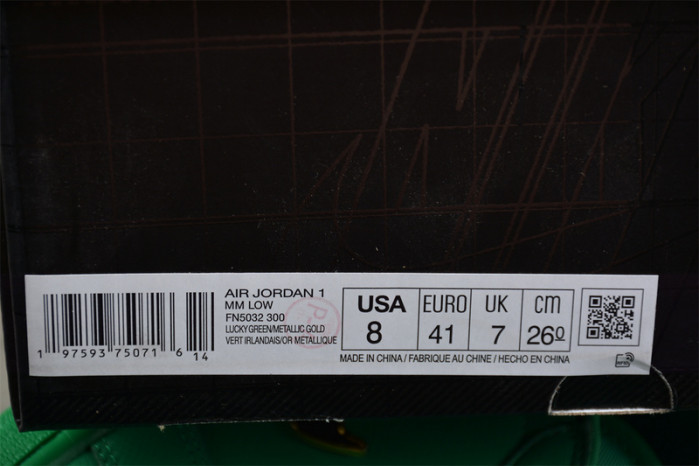 AIR JORDAN 1
MM LOW
FN5032 300
LUCKY GREEN/METALLIC GOLD
VERT IRLANDAIS/OR METALLIQUE
1 97593 75071 6 14
USA EURO UK cm
8 41 7 26º
MADE IN CHINA / FABRIQUE AU CHINE / HECHO EN CHINA